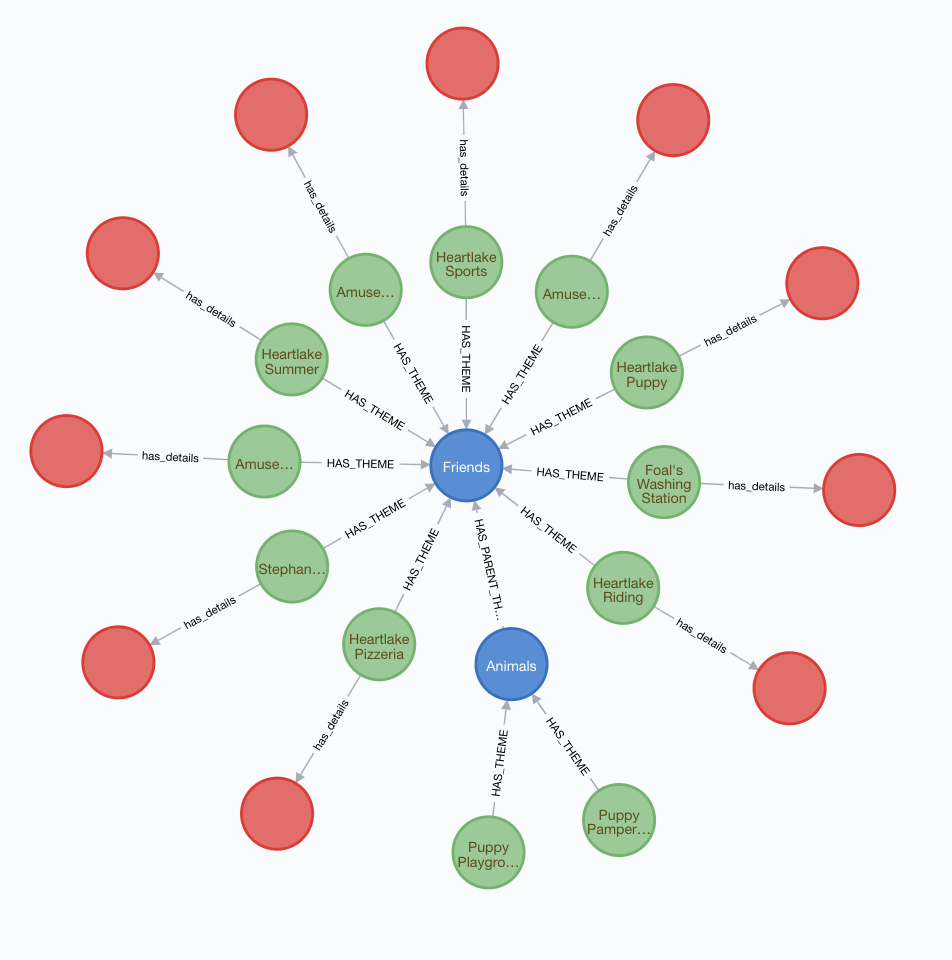 has_details
has_details
has_details
has_details
Heartlake
Sports
Amuse…
Amuse…
has_details
has_details
HAS_THEME
HAS_THEME
HAS_THEME
Heartlake
Summer
Heartlake
Puppy
HAS_THEME
HAS_THEME
has_details
Amuse…
HAS_THEME
Friends
HAS_THEME
Foal's
Washing
Station
has_details
HAS_THEME
HAS_THEME
HAS_THEME
HAS_PARENT_TH…
Stephan…
Heartlake
Riding
has_details
has_details
Heartlake
Pizzeria
Animals
has_details
HAS_THEME
HAS_THEME
Puppy
Playgro…
Puppy
Pamper…